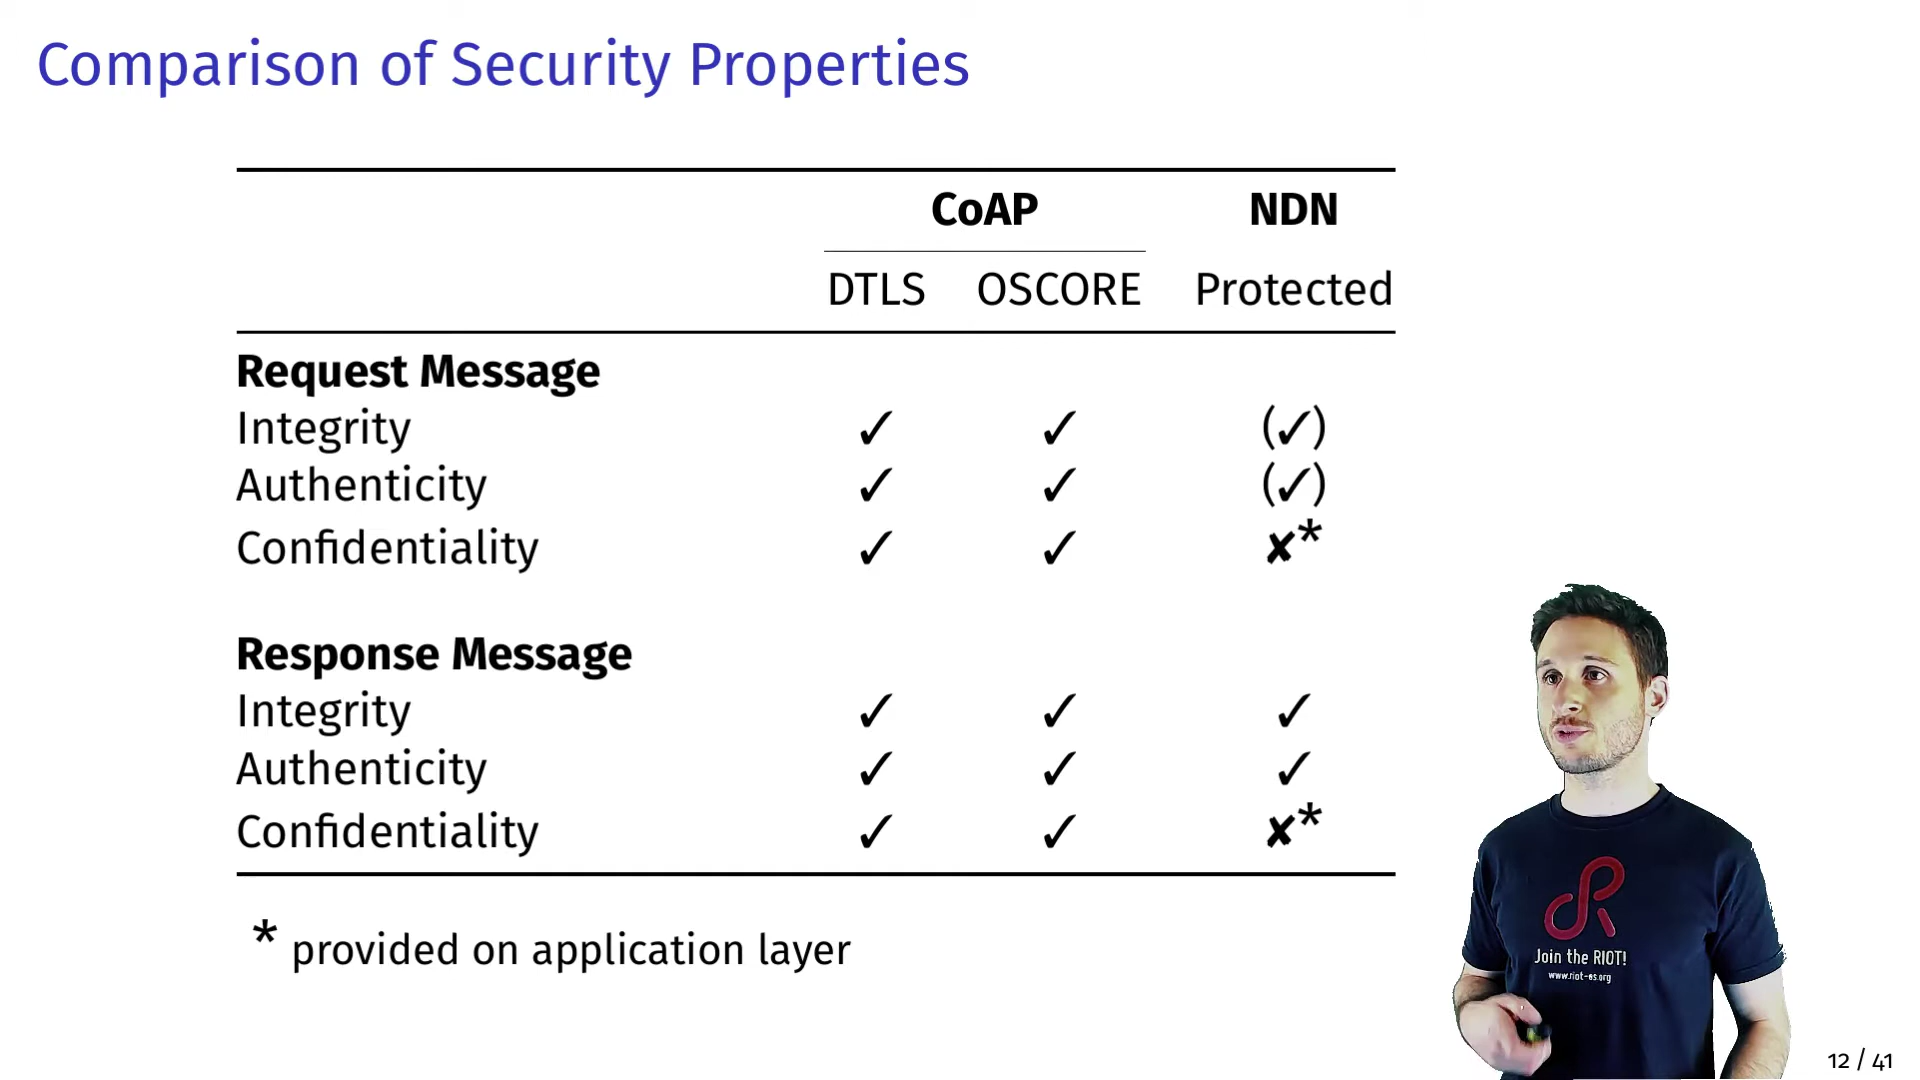 Comparison of Security Properties
CoAP NDN
DTLS OSCORE Protected
Request Message
Integrity ✓ ✓ (✓)
Authenticity ✓ ✓ (✓)
Confidentiality ✓ ✓ ✘*
Response Message
Integrity ✓ ✓ ✓
Authenticity ✓ ✓ ✓
Confidentiality ✓ ✓ ✘*
* provided on application layer
Join the RIOT!
www.riot-os.org
12 / 41